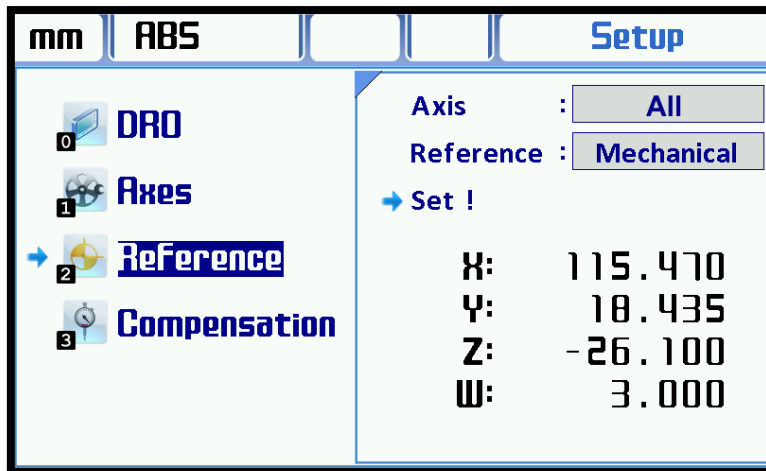 mm ABS Setup
0 DRO
1 Axes
2 Reference
3 Compensation
Axis : All
Reference : Mechanical
Set !
X: 115.470
Y: 18.435
Z: -26.100
W: 3.000